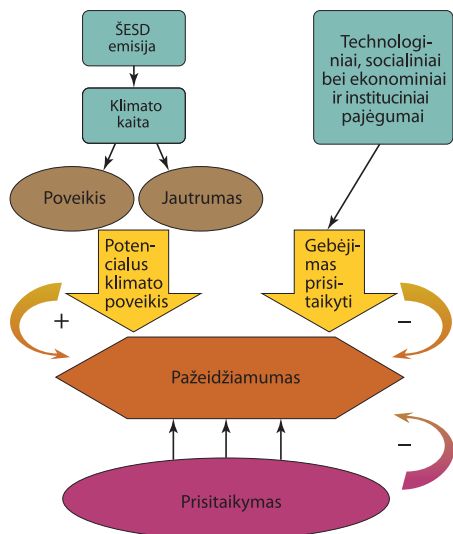 ŠESD
emisija
Technologi-
niai, socialiniai
bei ekonominiai
ir instituciniai
pajėgumai
Klimato
kaita
Poveikis
Jautrumas
Poten-
cialus
klimato
poveikis
Gebėji-
mas
prisi-
taikyti
+
–
Pažeidžiamumas
–
Prisitaikymas